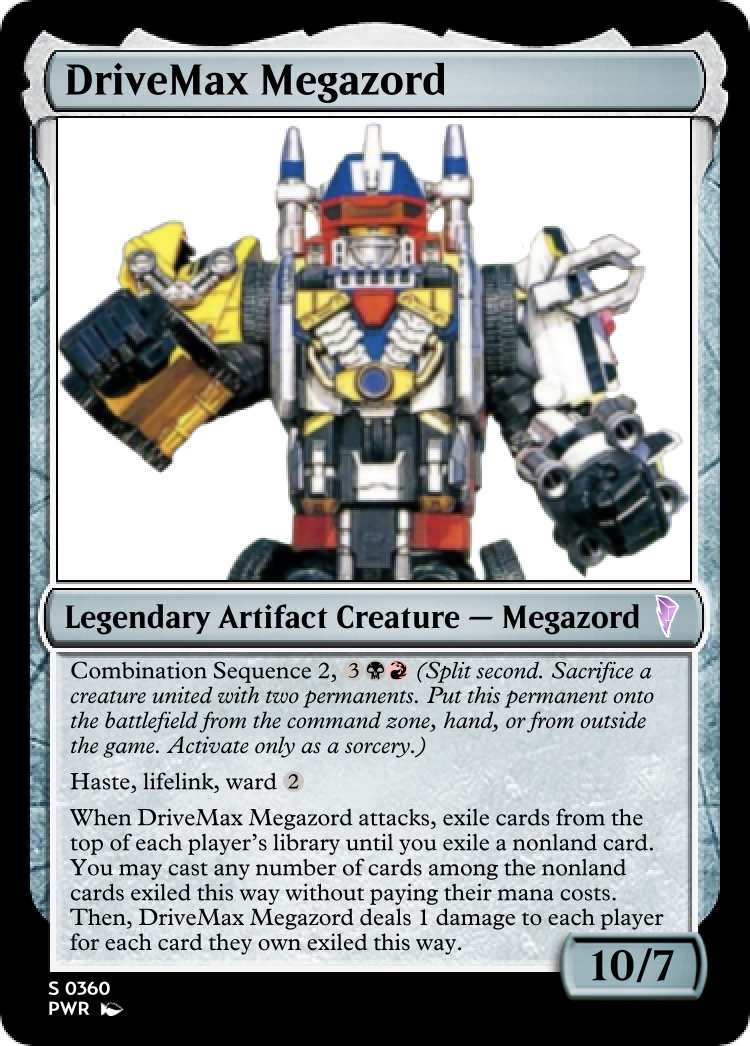 DriveMax Megazord
Legendary Artifact Creature — Megazord
Combination Sequence 2, 3 (Split second. Sacrifice a
creature united with two permanents. Put this permanent onto
the battlefield from the command zone, hand, or from outside
the game. Activate only as a sorcery.)
Haste, lifelink, ward 2
When DriveMax Megazord attacks, exile cards from the
top of each player's library until you exile a nonland card.
You may cast any number of cards among the nonland
cards exiled this way without paying their mana costs.
Then, DriveMax Megazord deals 1 damage to each player
for each card they own exiled this way.
10/7
S 0360
PWR